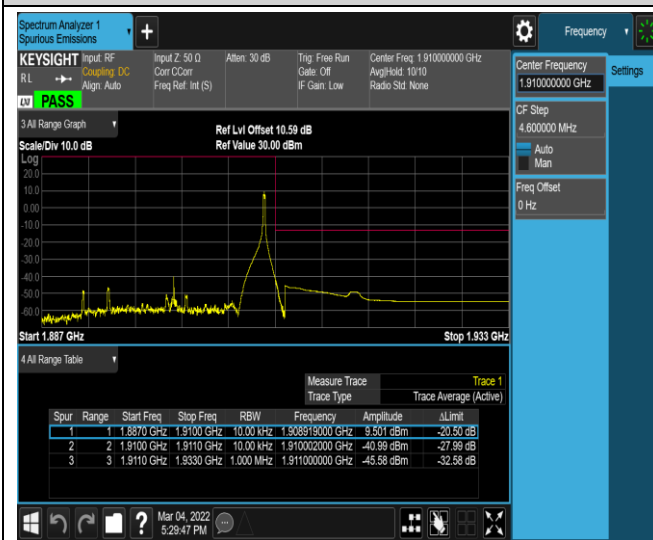 Spectrum Analyzer 1
Spurious Emissions
Frequency
KEYSIGHT Input: RF Input Z: 50 Ω Atten: 30 dB Trig: Free Run Center Freq: 1.910000000 GHz
RL Coupling: DC Corr CCorr Gate: Off Avg|Hold: 10/10
Align: Auto Freq Ref: Int (S) IF Gain: Low Radio Std: None
LXI PASS
Center Frequency
1.910000000 GHz
Settings
CF Step
4.600000 MHz
Auto
Man
Freq Offset
0 Hz
3 All Range Graph
Ref Lvl Offset 10.59 dB
Scale/Div 10.0 dB Ref Value 30.00 dBm
Log
20.0
10.0
0.00
-10.0
-20.0
-30.0
-40.0
-50.0
-60.0
Start 1.887 GHz Stop 1.933 GHz
4 All Range Table
Measure Trace Trace 1
Trace Type Trace Average (Active)
Spur Range Start Freq Stop Freq RBW Frequency Amplitude ΔLimit
1 1 1.8870 GHz 1.9100 GHz 10.00 kHz 1.908919000 GHz 9.501 dBm -20.50 dB
2 2 1.9100 GHz 1.9110 GHz 10.00 kHz 1.910002000 GHz -40.99 dBm -27.99 dB
3 3 1.9110 GHz 1.9330 GHz 1.000 MHz 1.911000000 GHz -45.58 dBm -32.58 dB
Mar 04, 2022
5:29:47 PM